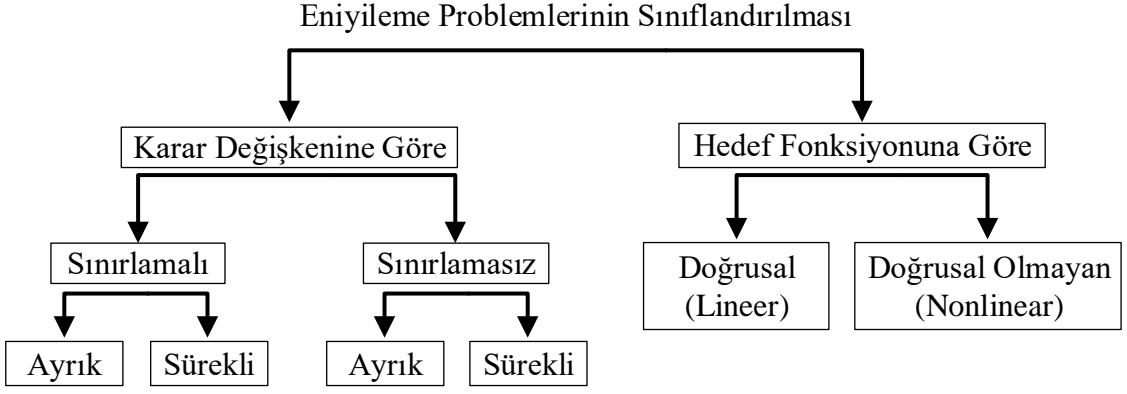 Eniyileme Problemlerinin Sınıflandırılması
Karar Değişkenine Göre
Hedef Fonksiyonuna Göre
Sınırlamalı
Sınırlamasız
Doğrusal
(Lineer)
Doğrusal Olmayan
(Nonlinear)
Ayrık
Sürekli
Ayrık
Sürekli